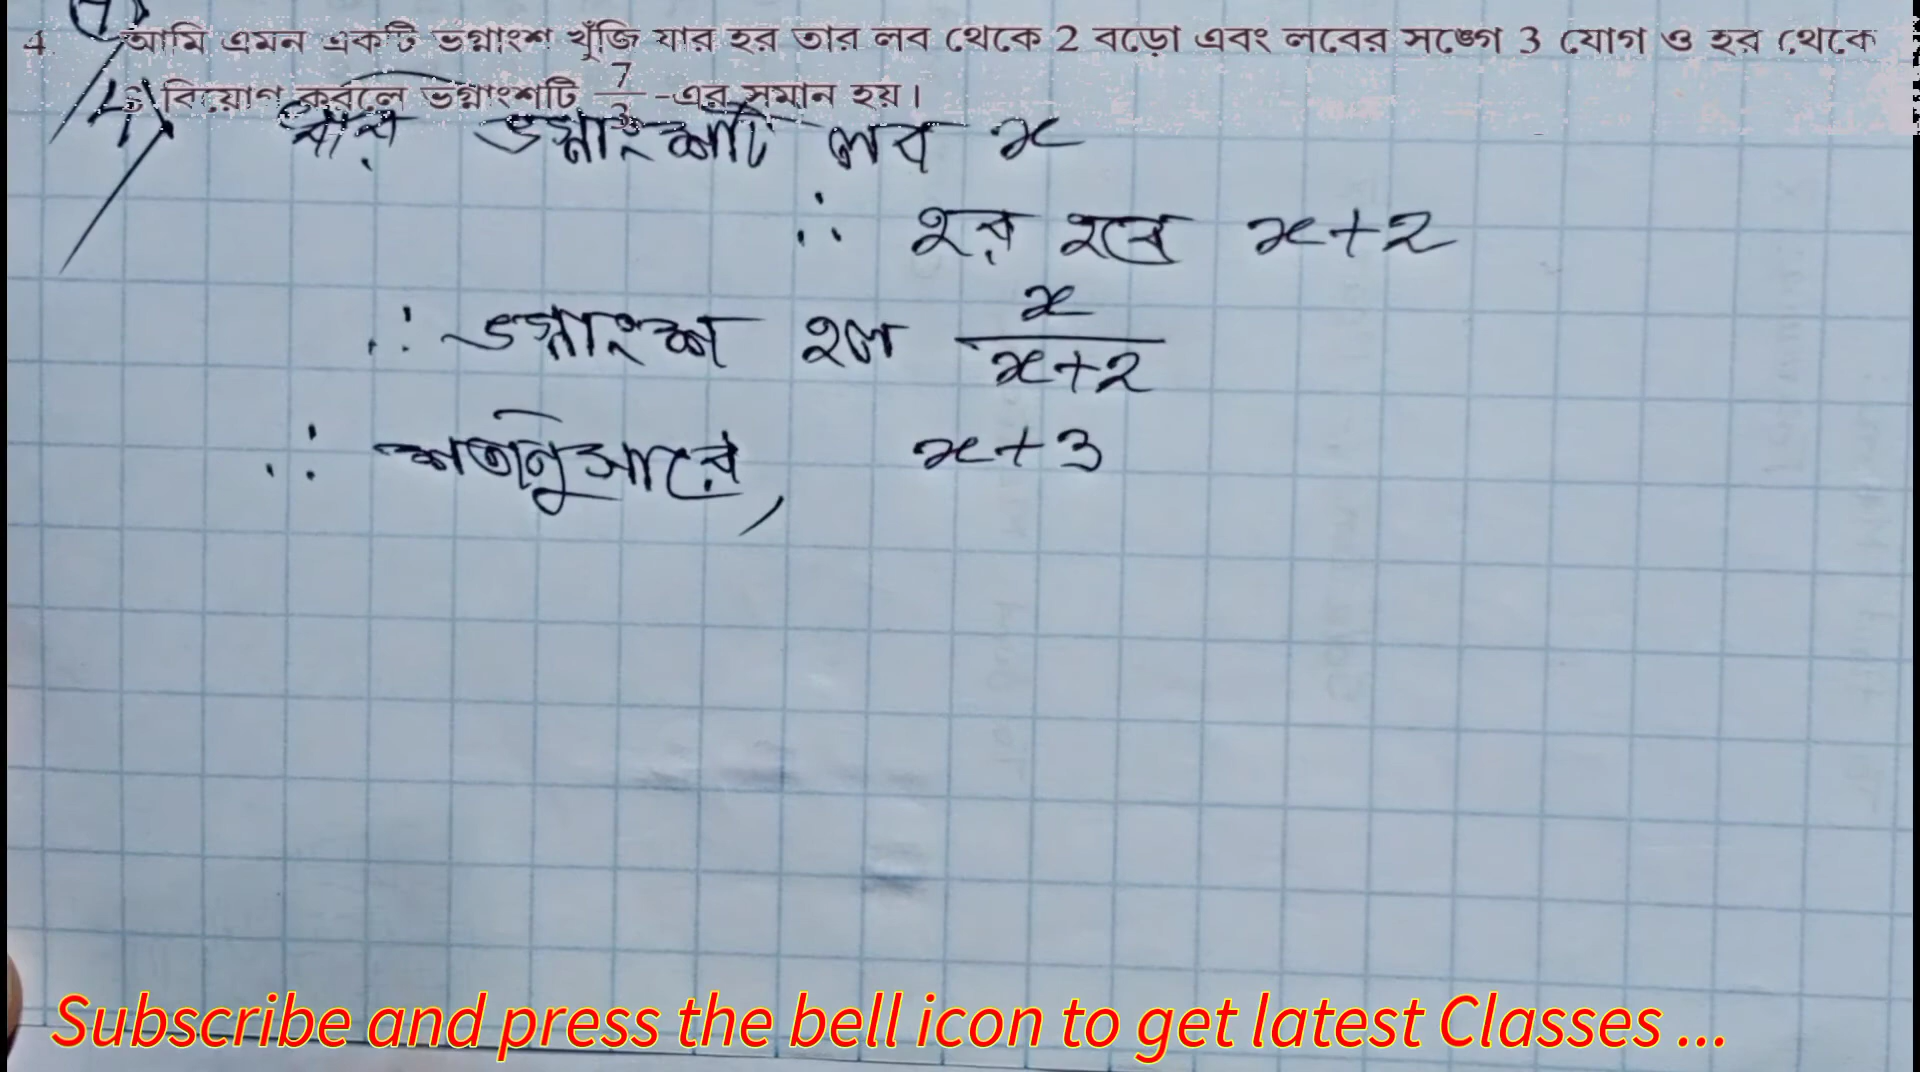 4. আমি এমন একটি ভগ্নাংশ খুঁজি যার হর তার লব থেকে 2 বড়ো এবং লবের সঙ্গে 3 যোগ ও হর থেকে
বিয়োগ করলে ভগ্নাংশটি 7/3 -এর সমান হয়।
4) ধরি ভগ্নাংশটি লব x
∴ হর হবে x+2
∴ ভগ্নাংশ হল x/x+2
∴ শর্তানুসারে, x+3
Subscribe and press the bell icon to get latest Classes ...